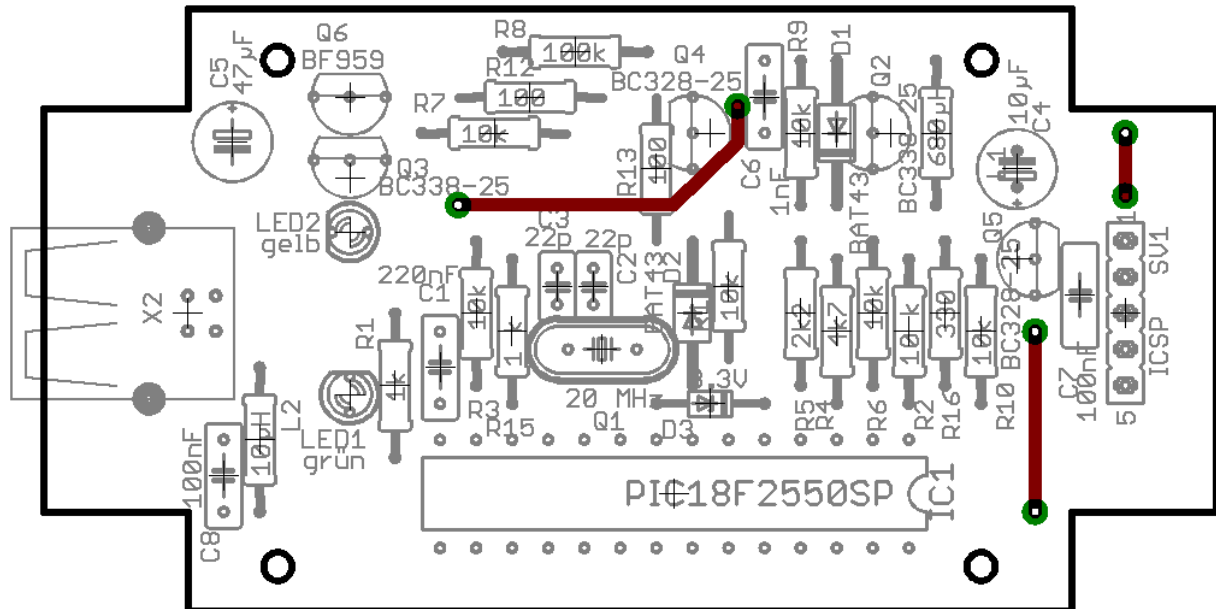 R8
100k
Q6
BF959
C5
47µF
R12
100
R7
10k
Q4
BC328-25
R9
10k
D1
Q2
BC338-25
680µ
L1
10µF
C4
Q3
BC338-25
R13
100
C6
1nF
BAT43
LED2
gelb
C3
22p
22p
C2
220nF
C1
10k
1k
BAT43
D2
10k
2k2
4k7
10k
10k
330
10k
Q5
BC328-25
1
SV1
ICSP
5
X2
R1
1k
20 MHz
Q1
3.3V
D3
R3
R15
R5
R4
R6
R2
R16
R10
C7
100nF
LED1
grün
L2
10µH
100nF
C8
PIC18F2550SP
IC1